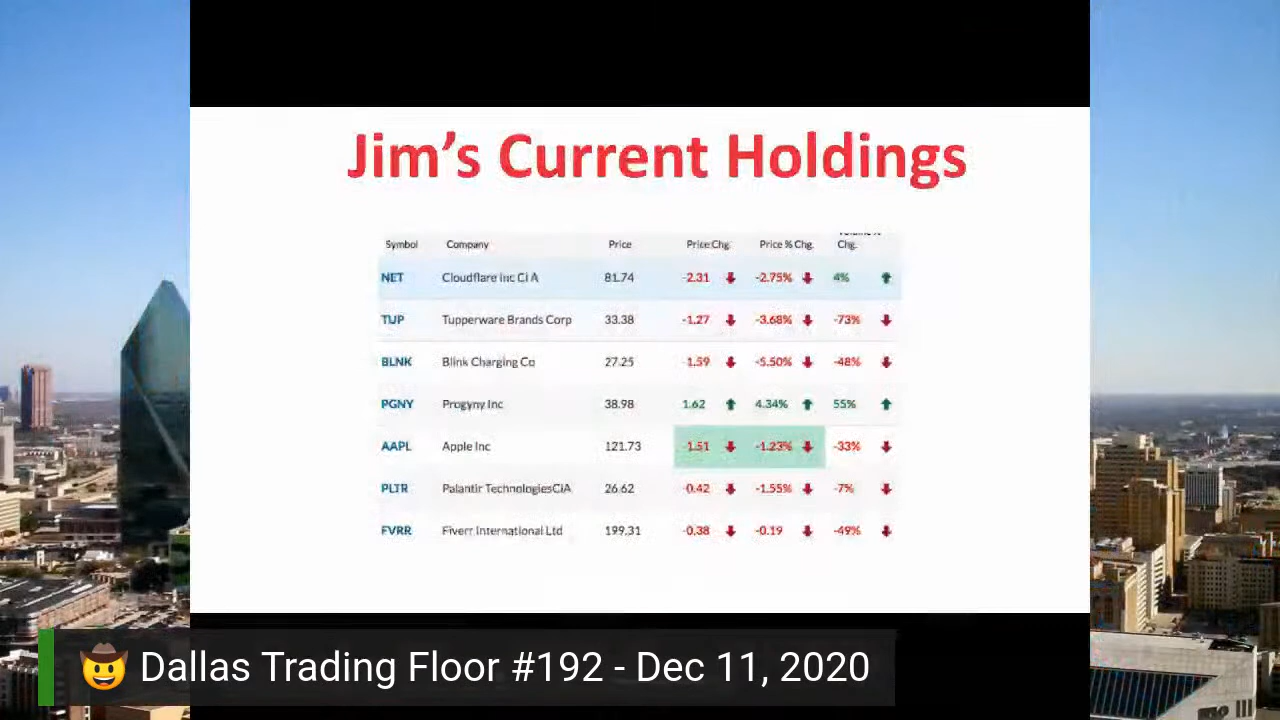 Jim's Current Holdings
Symbol Company Price Price Chg. Price % Chg. Chg.
NET Cloudflare Inc Cl A 81.74 -2.31 -2.75% 4%
TUP Tupperware Brands Corp 33.38 -1.27 -3.68% -73%
BLNK Blink Charging Co 27.25 -1.59 -5.50% -48%
PGNY Progyny Inc 38.98 1.62 4.34% 55%
AAPL Apple Inc 121.73 -1.51 -1.23% -33%
PLTR Palantir TechnologiesClA 26.62 -0.42 -1.55% -7%
FVRR Fiverr International Ltd 199.31 -0.38 -0.19 -49%
🤠 Dallas Trading Floor #192 - Dec 11, 2020